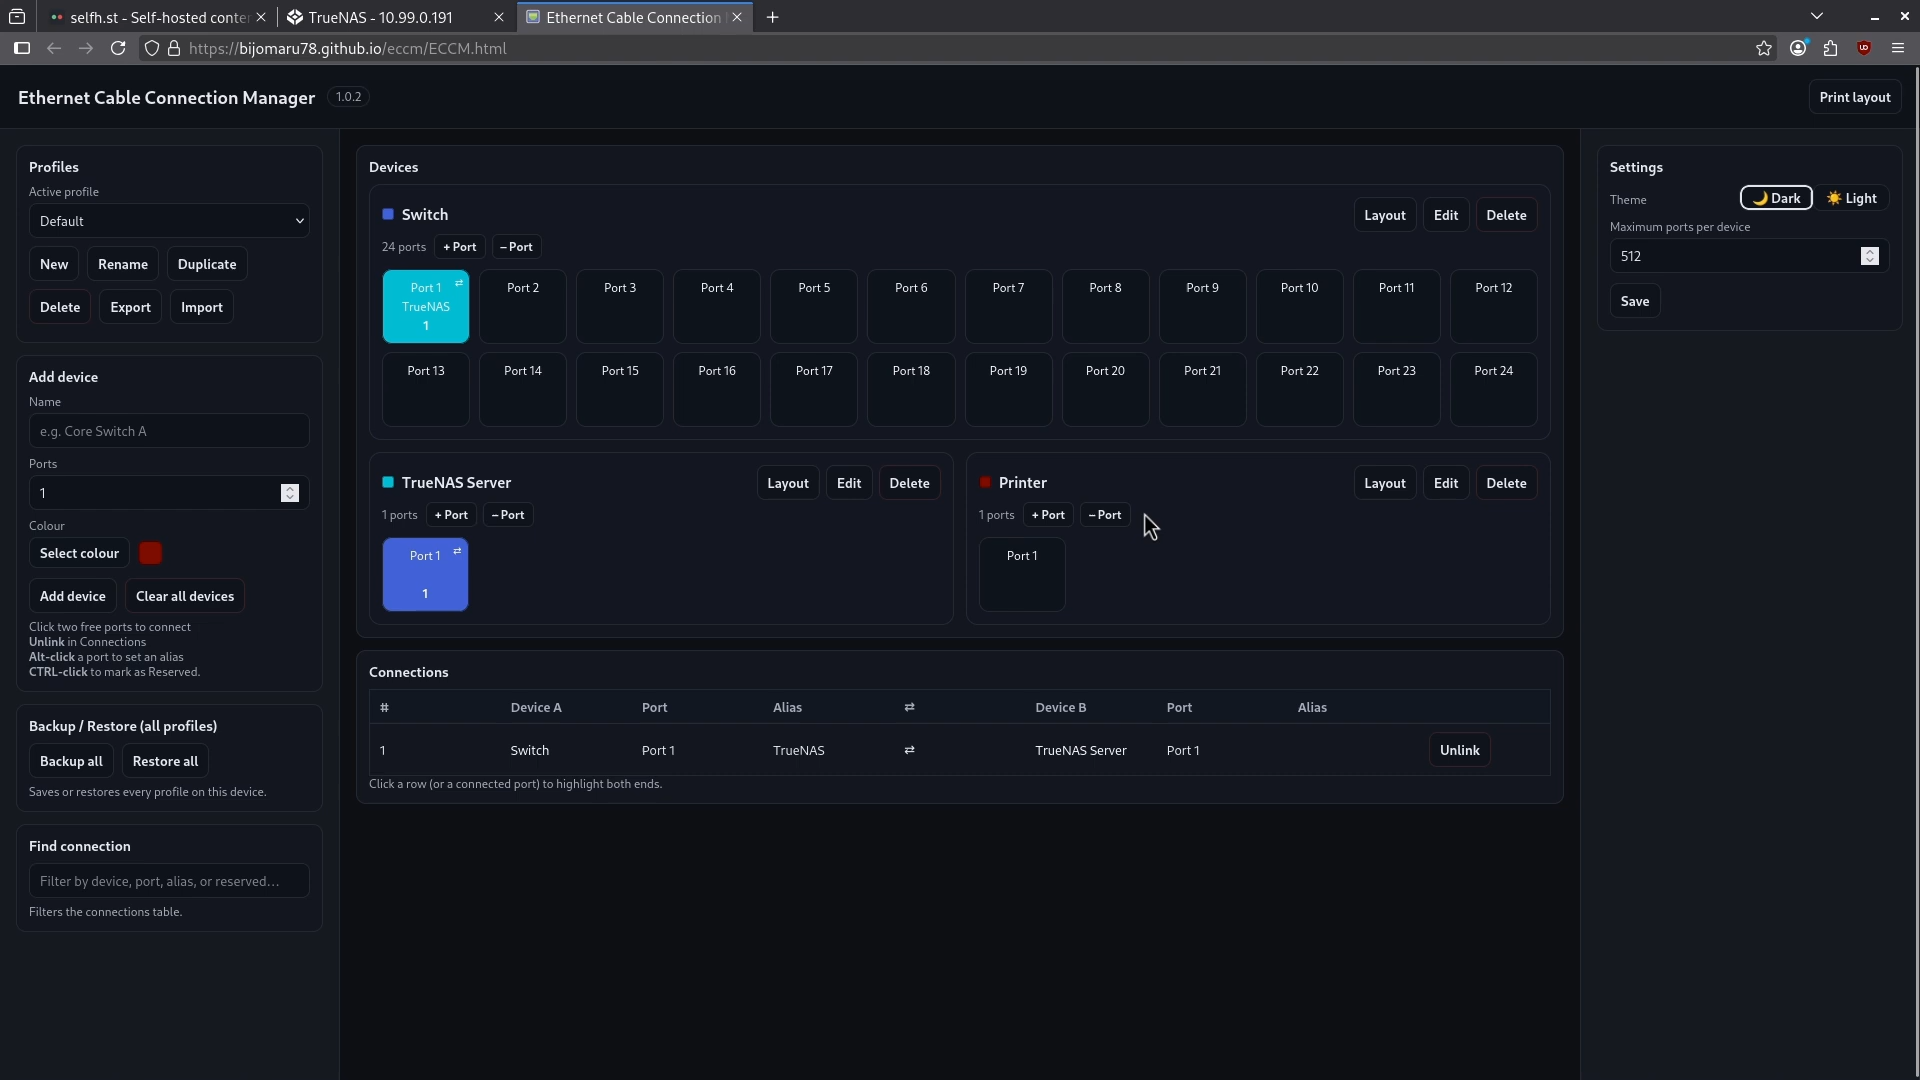 selfh.st - Self-hosted conte
TrueNAS - 10.99.0.191
Ethernet Cable Connection
https://bijomaru78.github.io/eccm/ECCM.html
Ethernet Cable Connection Manager
1.0.2
Print layout
Profiles
Active profile
Default
New
Rename
Duplicate
Delete
Export
Import
Add device
Name
e.g. Core Switch A
Ports
1
Colour
Select colour
Add device
Clear all devices
Click two free ports to connect
Unlink in Connections
Alt-click a port to set an alias
CTRL-click to mark as Reserved.
Backup / Restore (all profiles)
Backup all
Restore all
Saves or restores every profile on this device.
Find connection
Filter by device, port, alias, or reserved...
Filters the connections table.
Devices
Switch
Layout
Edit
Delete
24 ports
+ Port
– Port
Port 1
TrueNAS
1
Port 2
Port 3
Port 4
Port 5
Port 6
Port 7
Port 8
Port 9
Port 10
Port 11
Port 12
Port 13
Port 14
Port 15
Port 16
Port 17
Port 18
Port 19
Port 20
Port 21
Port 22
Port 23
Port 24
TrueNAS Server
Layout
Edit
Delete
1 ports
+ Port
– Port
Port 1
1
Printer
Layout
Edit
Delete
1 ports
+ Port
– Port
Port 1
Connections
# Device A Port Alias ⇄ Device B Port Alias
1 Switch Port 1 TrueNAS ⇄ TrueNAS Server Port 1 Unlink
Click a row (or a connected port) to highlight both ends.
Settings
Theme
🌙 Dark
☀️ Light
Maximum ports per device
512
Save